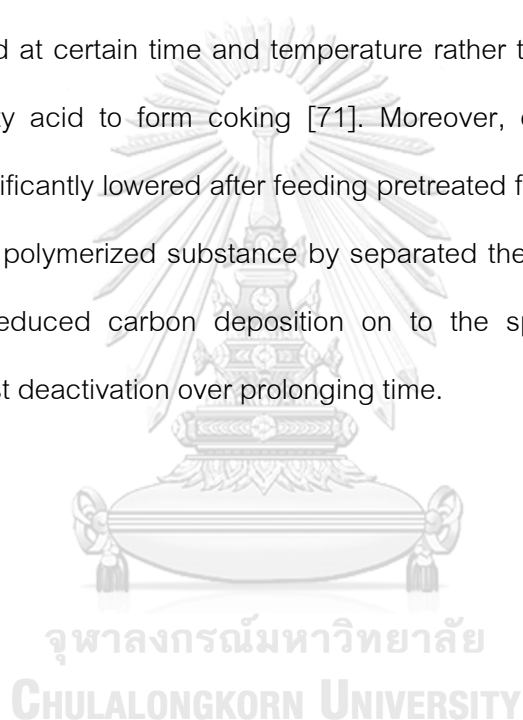 d at certain time and temperature rather t
y acid to form coking [71]. Moreover,
ificantly lowered after feeding pretreated f
polymerized substance by separated the
educed carbon deposition on to the sp
st deactivation over prolonging time.
จุฬาลงกรณ์มหาวิทยาลัย
CHULALONGKORN UNIVERSITY